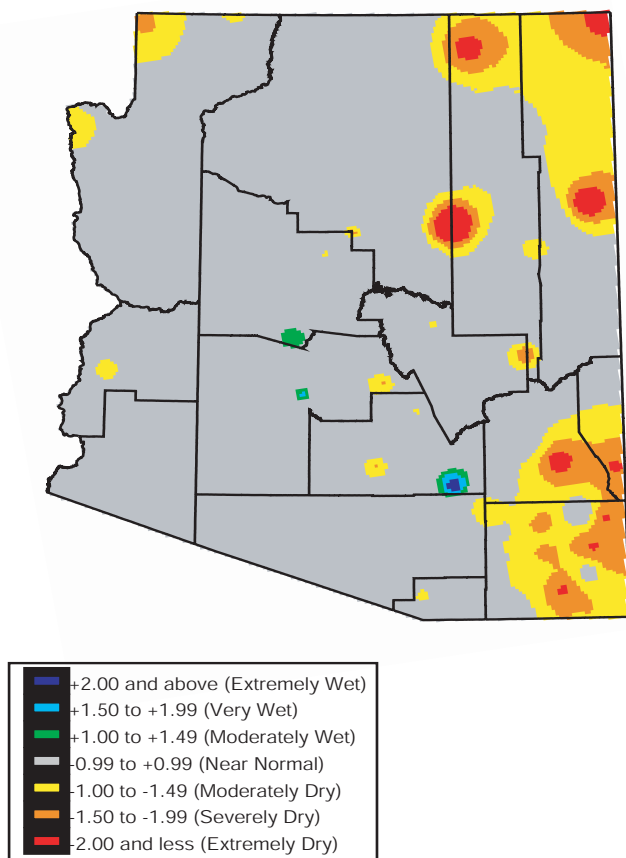 +2.00 and above (Extremely Wet)
+1.50 to +1.99 (Very Wet)
+1.00 to +1.49 (Moderately Wet)
-0.99 to +0.99 (Near Normal)
-1.00 to -1.49 (Moderately Dry)
-1.50 to -1.99 (Severely Dry)
-2.00 and less (Extremely Dry)